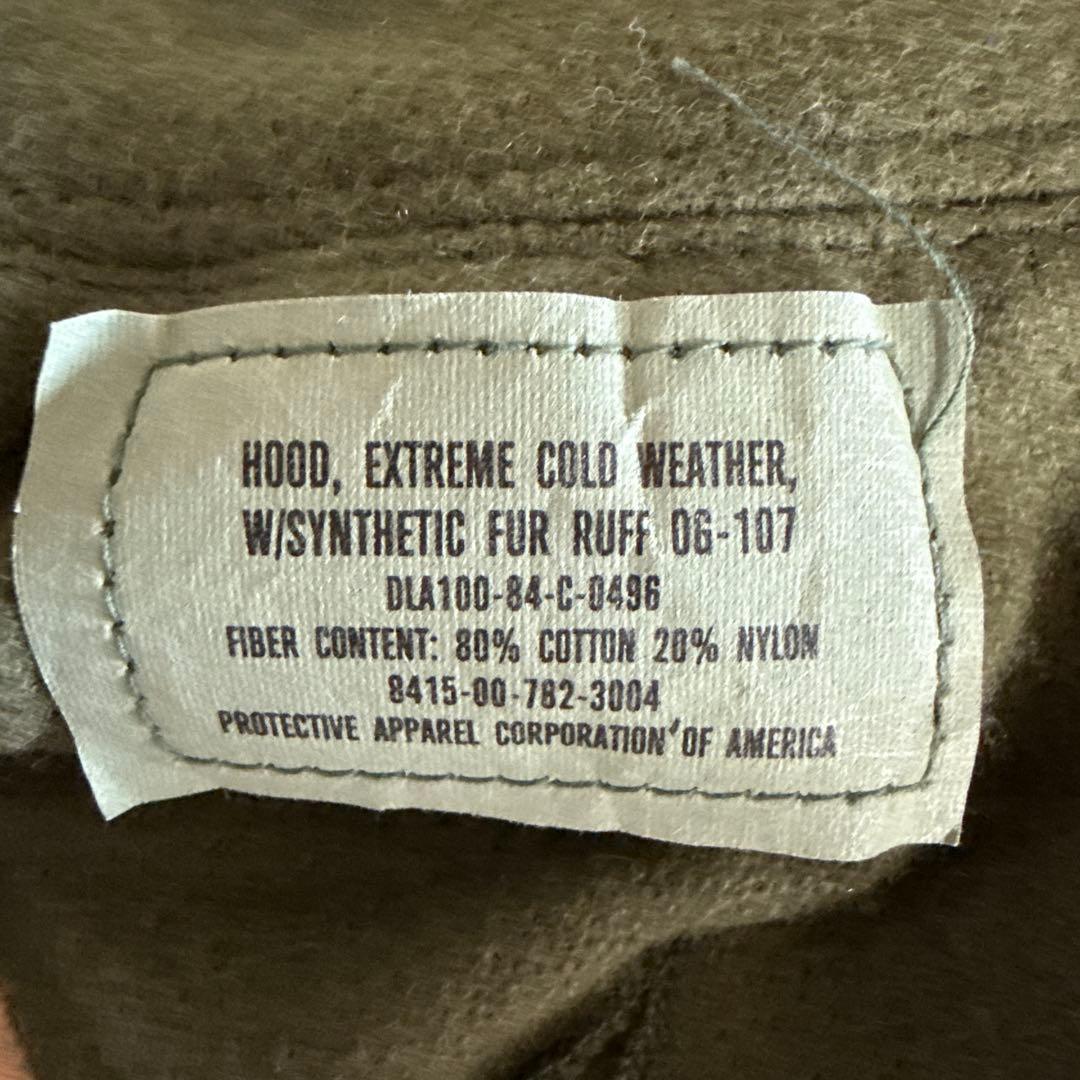 HOOD, EXTREME COLD WEATHER,
W/SYNTHETIC FUR RUFF OG-107
DLA100-84-C-0496
FIBER CONTENT: 80% COTTON 20% NYLON
8415-00-782-3004
PROTECTIVE APPAREL CORPORATION OF AMERICA